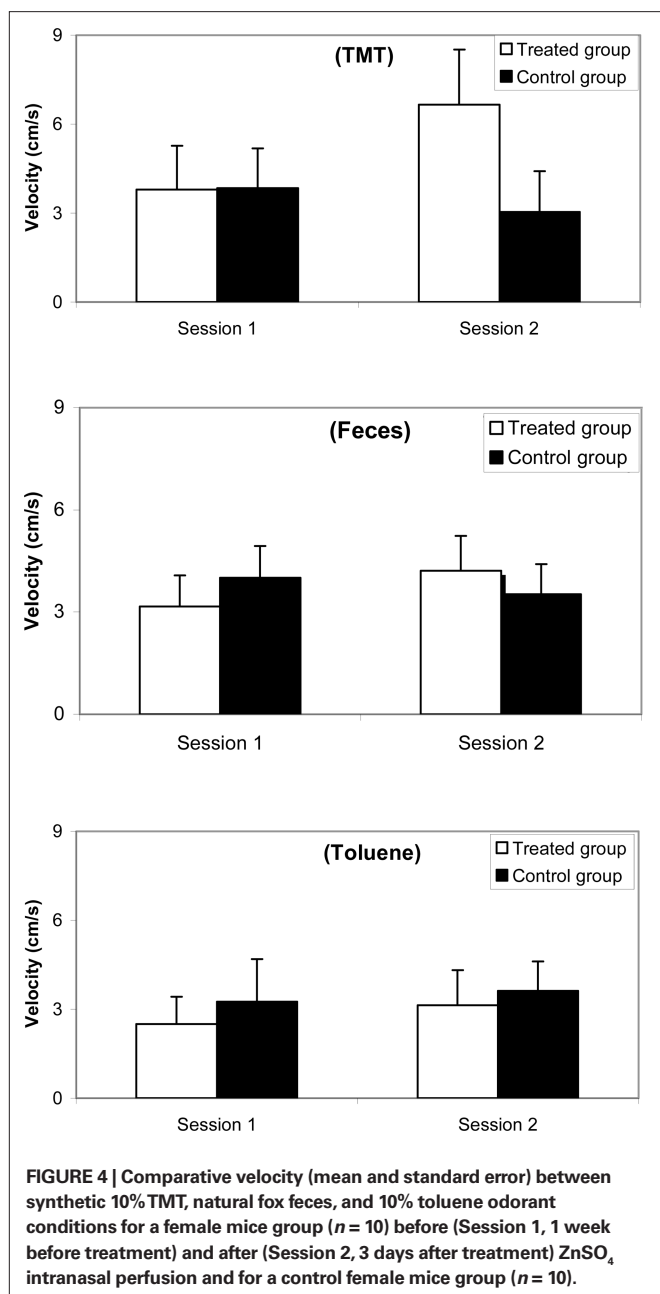 (TMT)
Treated group
Control group
Velocity (cm/s)
9
6
3
0
Session 1
Session 2
(Feces)
Treated group
Control group
Velocity (cm/s)
9
6
3
0
Session 1
Session 2
(Toluene)
Treated group
Control group
Velocity (cm/s)
9
6
3
0
Session 1
Session 2
FIGURE 4 | Comparative velocity (mean and standard error) between
synthetic 10% TMT, natural fox feces, and 10% toluene odorant
conditions for a female mice group (n = 10) before (Session 1, 1 week
before treatment) and after (Session 2, 3 days after treatment) ZnSO₄
intranasal perfusion and for a control female mice group (n = 10).